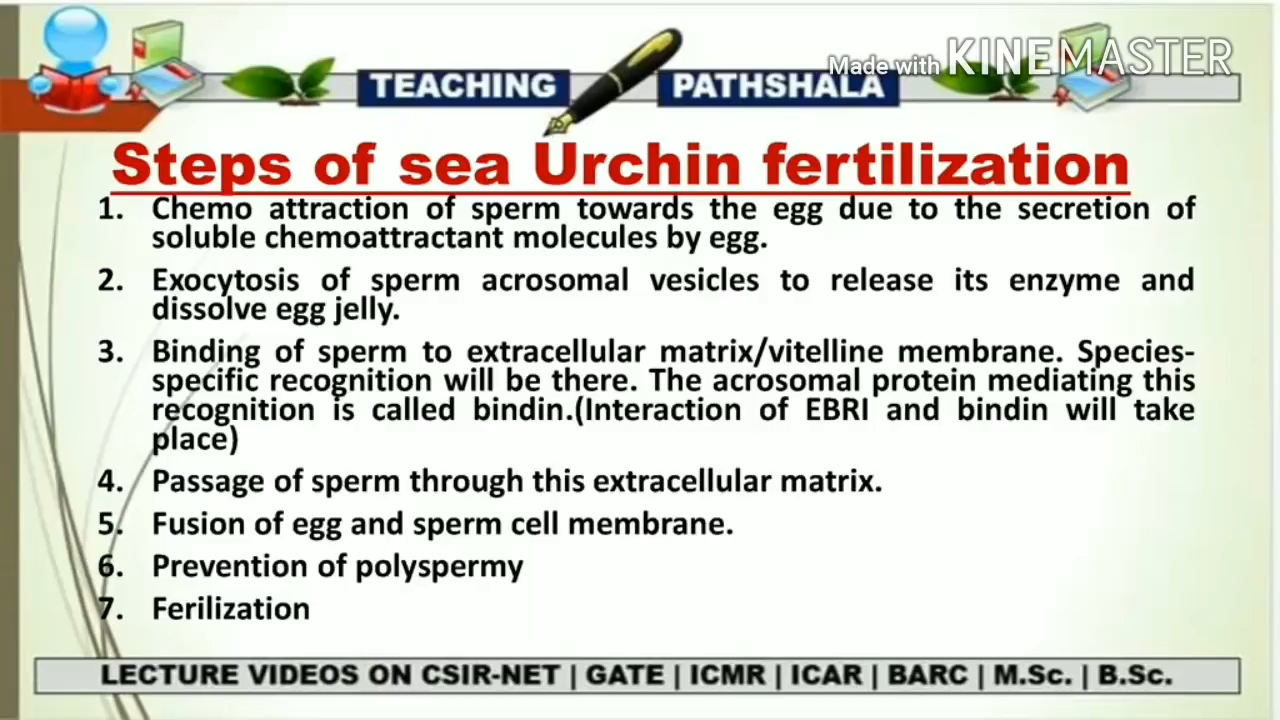 Made with KINEMASTER
TEACHING PATHSHALA
Steps of sea Urchin fertilization
1. Chemo attraction of sperm towards the egg due to the secretion of
soluble chemoattractant molecules by egg.
2. Exocytosis of sperm acrosomal vesicles to release its enzyme and
dissolve egg jelly.
3. Binding of sperm to extracellular matrix/vitelline membrane. Species-
specific recognition will be there. The acrosomal protein mediating this
recognition is called bindin.(Interaction of EBRI and bindin will take
place)
4. Passage of sperm through this extracellular matrix.
5. Fusion of egg and sperm cell membrane.
6. Prevention of polyspermy
7. Ferilization
LECTURE VIDEOS ON CSIR-NET | GATE | ICMR | ICAR | BARC | M.Sc. | B.Sc.